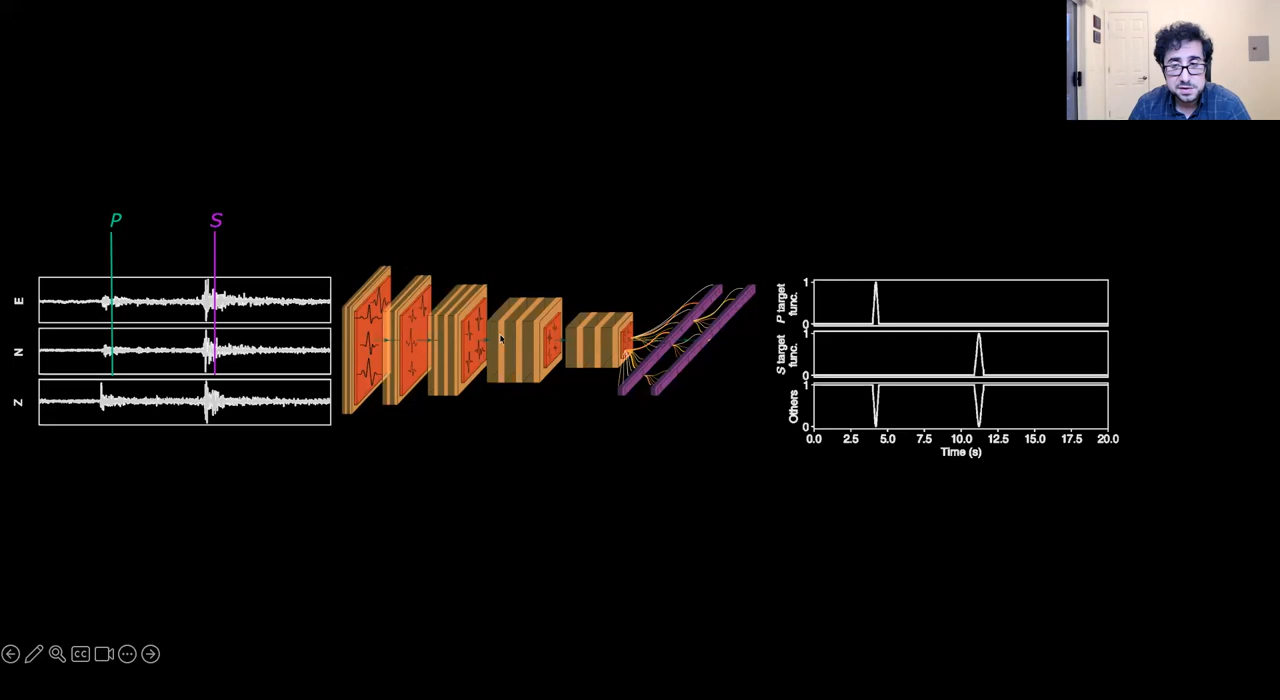 P
S
E
N
Z
P target
func.
1
0
S target
func.
1
0
Others
1
0
0.0 2.5 5.0 7.5 10.0 12.5 15.0 17.5 20.0
Time (s)
CC